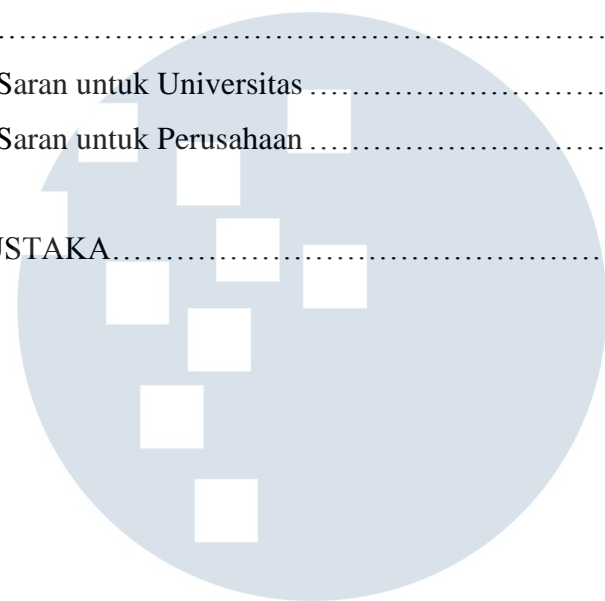 ……………………………………………..………
Saran untuk Universitas ………………………
Saran untuk Perusahaan ………………………
USTAKA……………………………………………